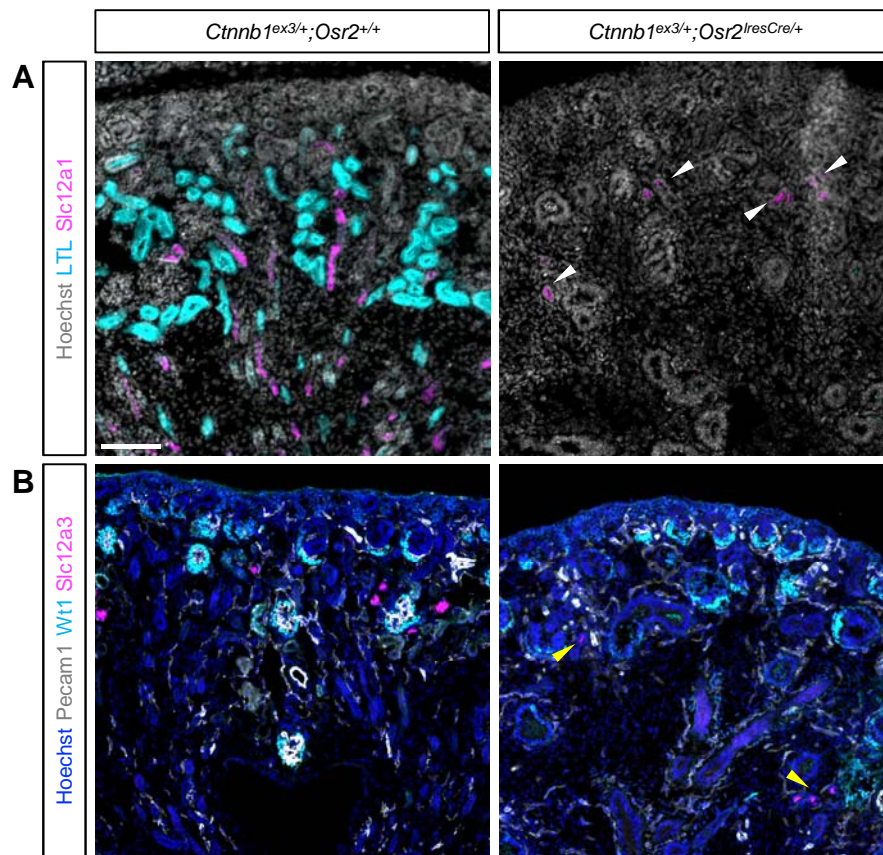 Ctnnb1ex3/+;Osr2+/+
Ctnnb1ex3/+;Osr2IresCre/+
A
Hoechst LTL Slc12a1
B
Hoechst Pecam1 Wt1 Slc12a3